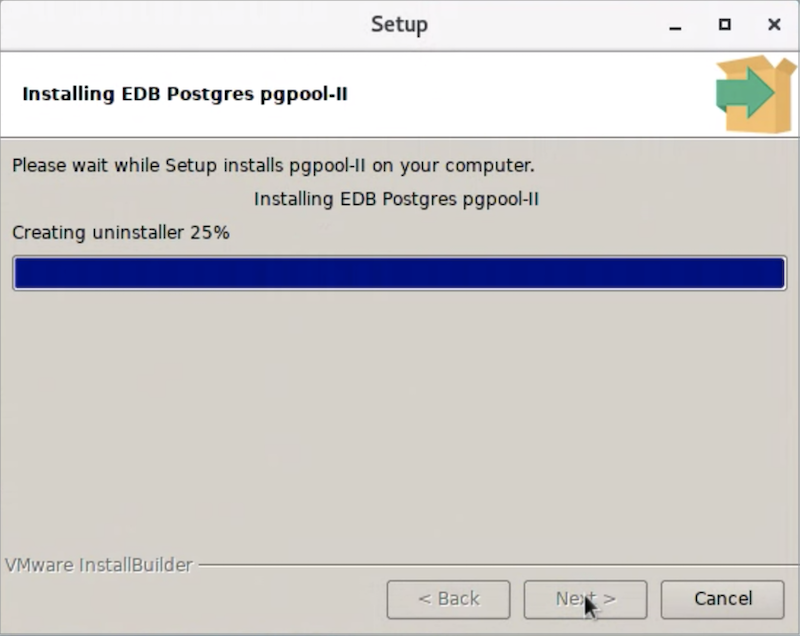 Setup
Installing EDB Postgres pgpool-II
Please wait while Setup installs pgpool-II on your computer.
Installing EDB Postgres pgpool-II
Creating uninstaller 25%
VMware InstallBuilder
< Back
Next >
Cancel